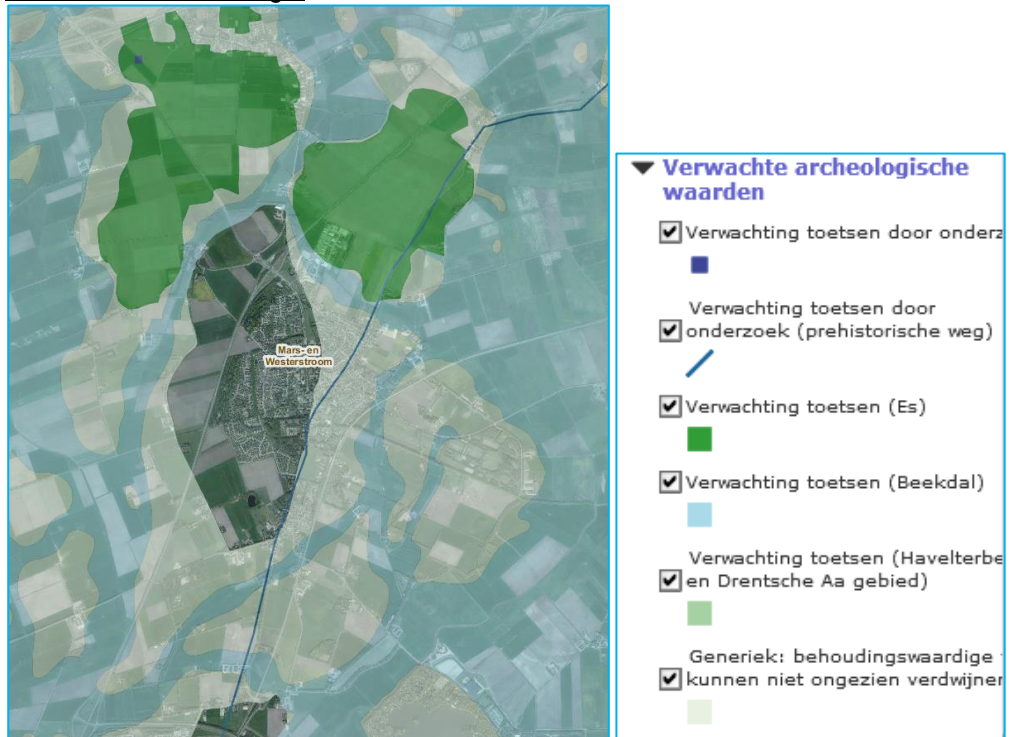 Mars- en
Westerstroom
Verwachte archeologische
waarden
Verwachting toetsen door onderz
Verwachting toetsen door
onderzoek (prehistorische weg)
Verwachting toetsen (Es)
Verwachting toetsen (Beekdal)
Verwachting toetsen (Havelterbe
en Drentsche Aa gebied)
Generiek: behoudingswaardige
kunnen niet ongezien verdwijner